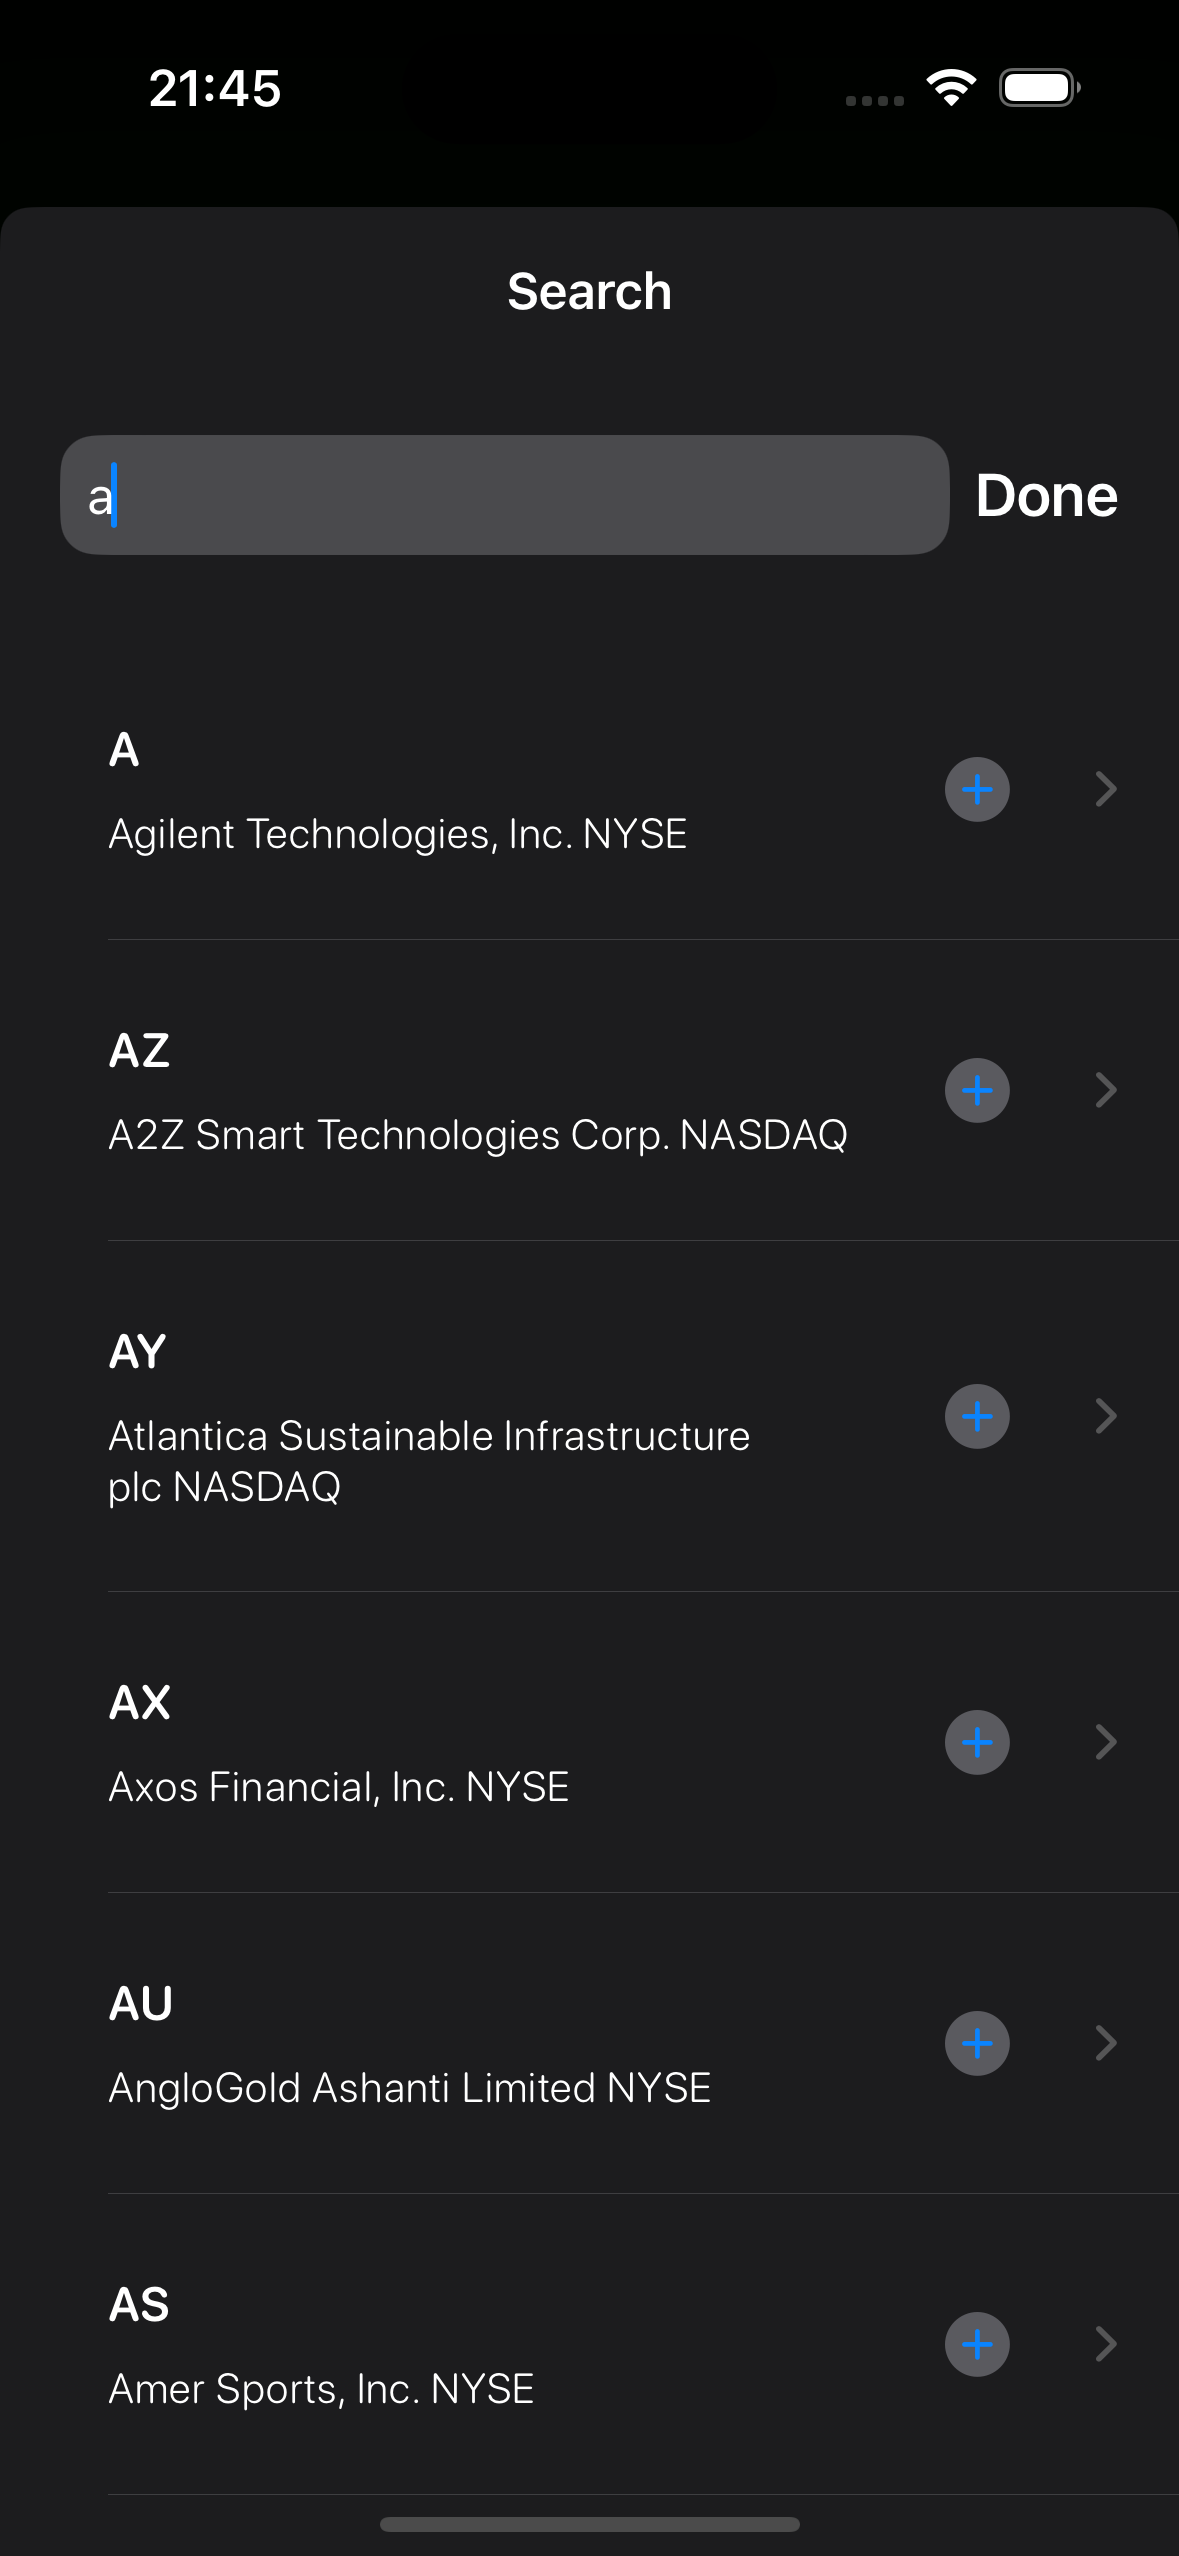 21:45
Search
a
Done
A
Agilent Technologies, Inc. NYSE
AZ
A2Z Smart Technologies Corp. NASDAQ
AY
Atlantica Sustainable Infrastructure
plc NASDAQ
AX
Axos Financial, Inc. NYSE
AU
AngloGold Ashanti Limited NYSE
AS
Amer Sports, Inc. NYSE